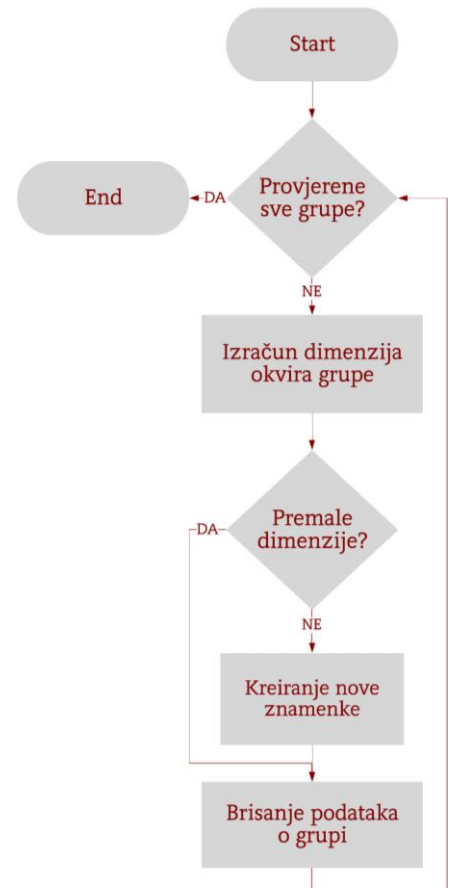 Start
Provjerene
sve grupe?
DA
End
NE
Izračun dimenzija
okvira grupe
Premale
dimenzije?
DA
NE
Kreiranje nove
znamenke
Brisanje podataka
o grupi